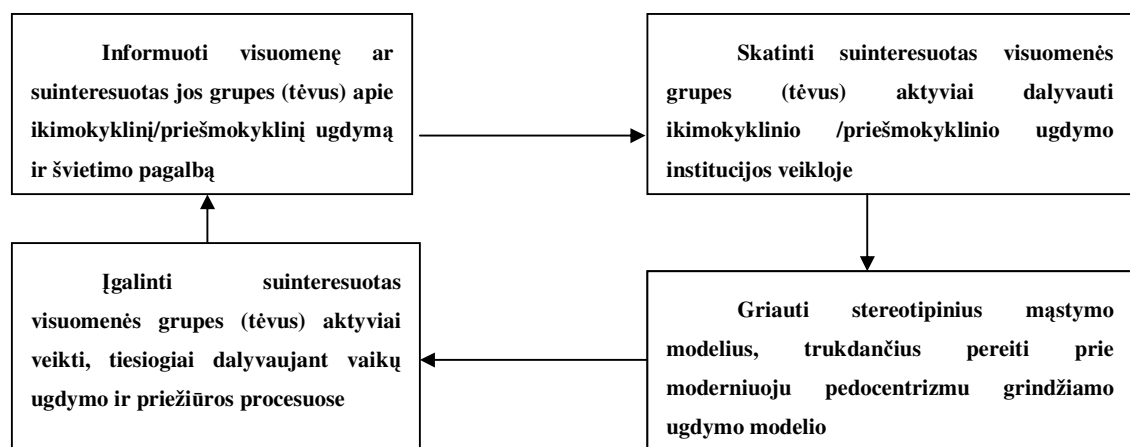 Informuoti visuomenę ar
suinteresuotas jos grupes (tėvus) apie
ikimokyklinį/priešmokyklinį ugdymą
ir švietimo pagalbą
Skatinti suinteresuotas visuomenės
grupes (tėvus) aktyviai dalyvauti
ikimokyklinio /priešmokyklinio ugdymo
institucijos veikloje
Įgalinti suinteresuotas
visuomenės grupes (tėvus) aktyviai
veikti, tiesiogiai dalyvaujant vaikų
ugdymo ir priežiūros procesuose
Griauti stereotipinius mąstymo
modelius, trukdančius pereiti prie
moderniuoju pedocentrizmu grindžiamo
ugdymo modelio